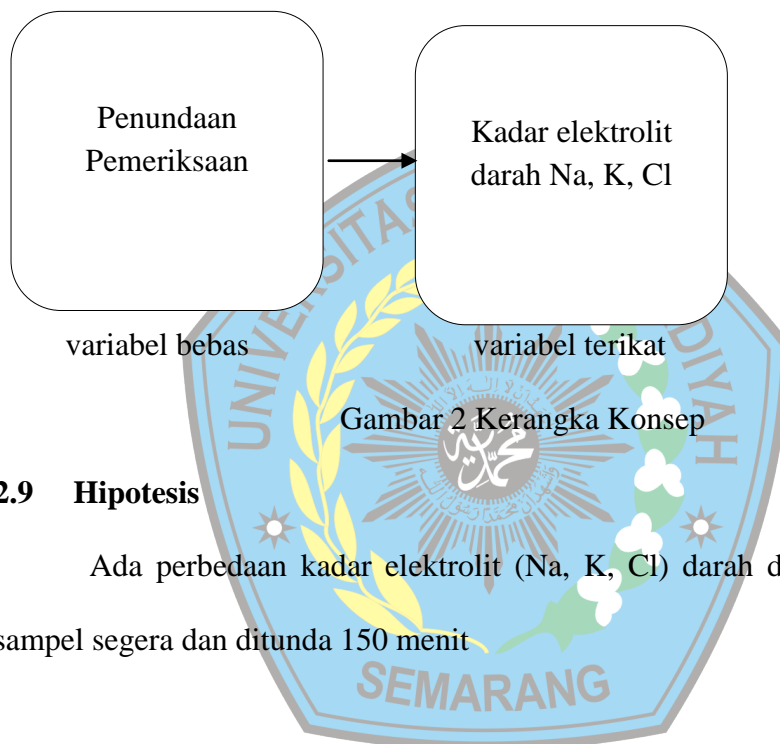 Penundaan
Pemeriksaan
Kadar elektrolit
darah Na, K, Cl
variabel bebas variabel terikat
Gambar 2 Kerangka Konsep
2.9 Hipotesis
Ada perbedaan kadar elektrolit (Na, K, Cl) darah d
sampel segera dan ditunda 150 menit
SEMARANG